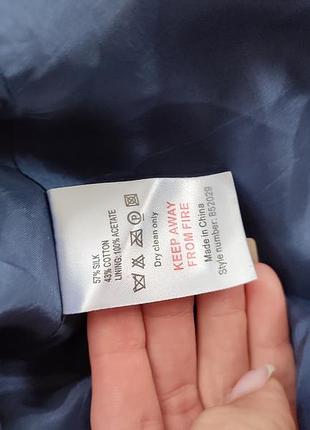 57% SILK
43% COTTON
LINING: 100% ACETATE
Dry clean only
KEEP AWAY
FROM FIRE
Made in China
Style number: 852029